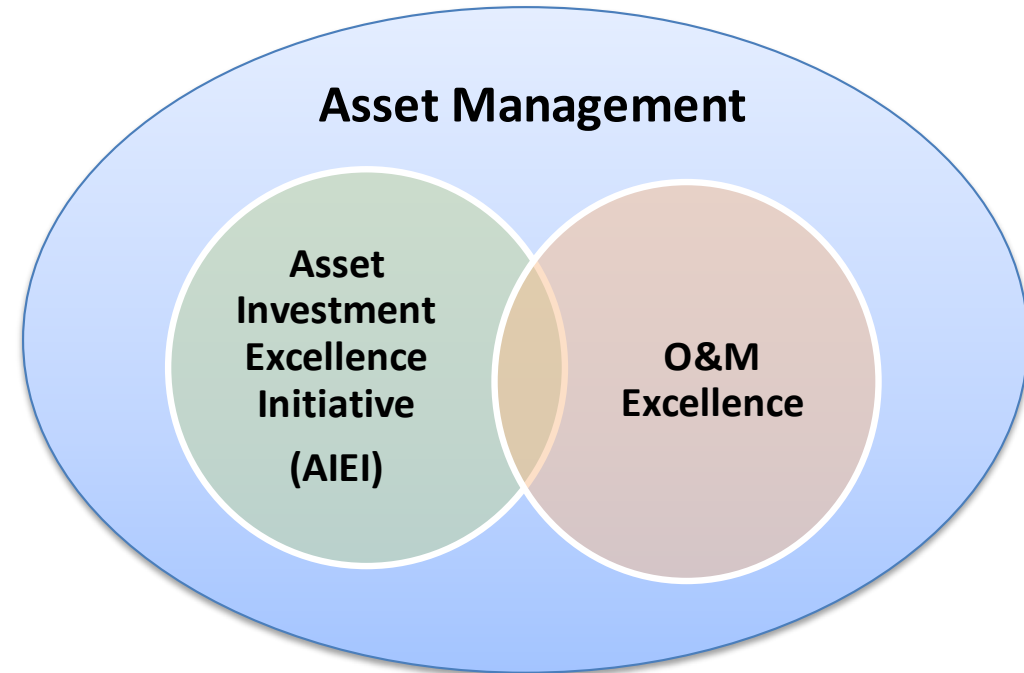 Asset Management
Asset
Investment
Excellence
Initiative
(AIEI)
O&M
Excellence